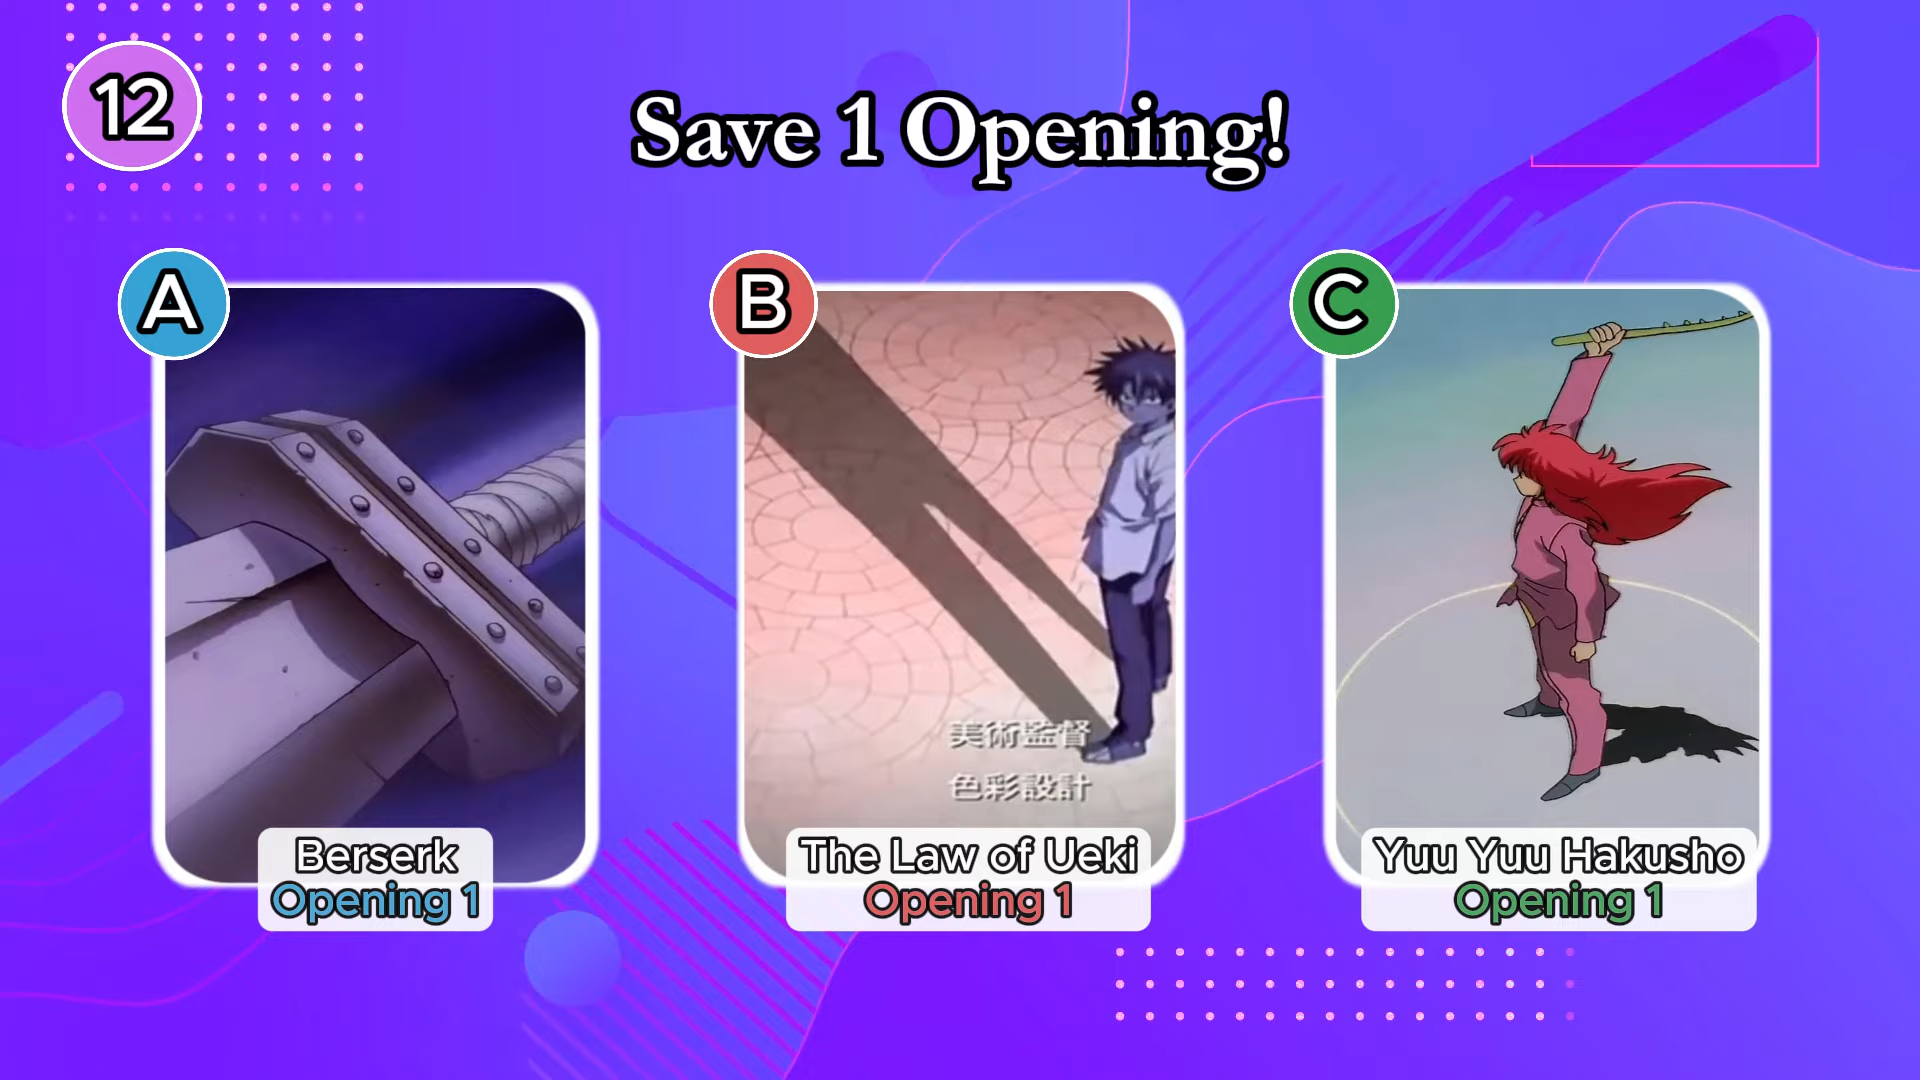 12
Save 1 Opening!
A
B
C
美術監督
色彩設計
Berserk
Opening 1
The Law of Ueki
Opening 1
Yuu Yuu Hakusho
Opening 1